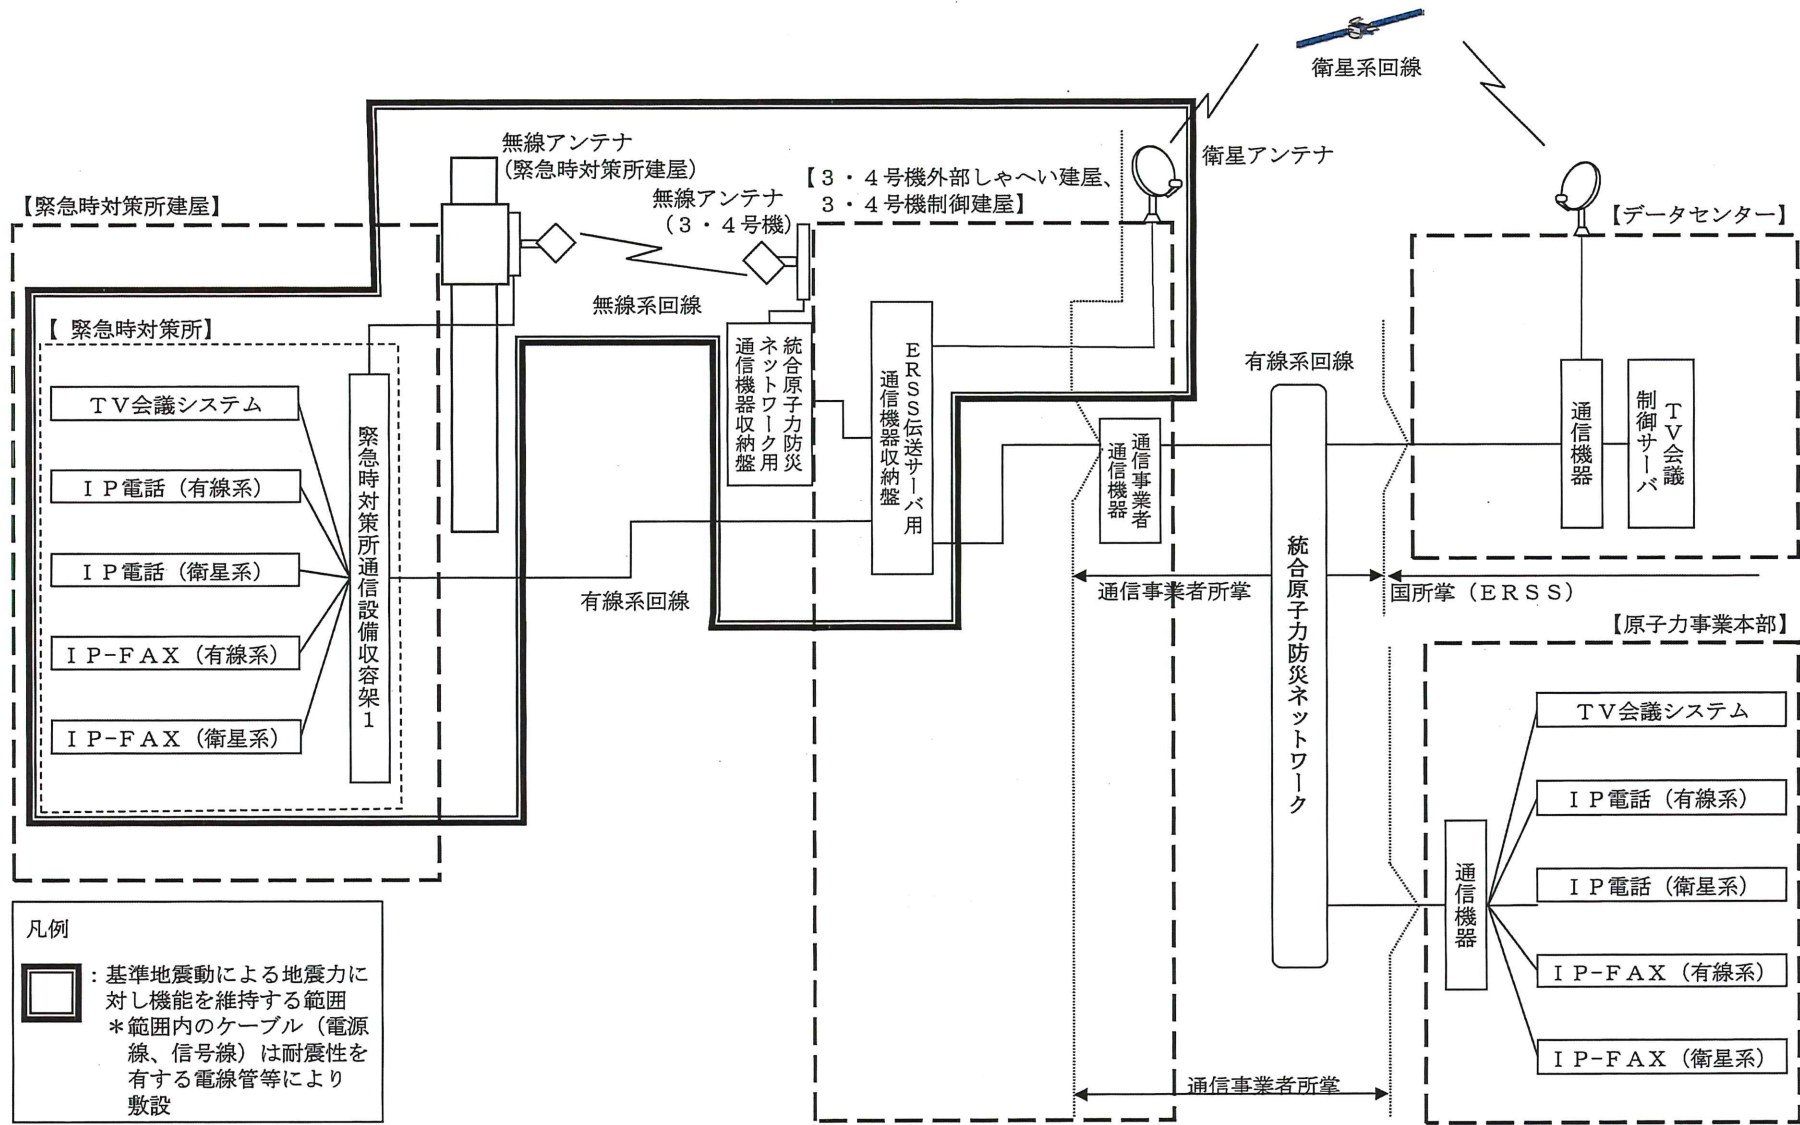 衛星系回線
無線アンテナ
（緊急時対策所建屋）
無線アンテナ
（３・４号機）
【３・４号機外部しゃへい建屋、
３・４号機制御建屋】
衛星アンテナ
【緊急時対策所建屋】
【データセンター】
無線系回線
【 緊急時対策所】
ＴＶ会議システム
ＩＰ電話（有線系）
ＩＰ電話（衛星系）
ＩＰ−ＦＡＸ（有線系）
ＩＰ−ＦＡＸ（衛星系）
緊急時対策所通信設備収容架１
有線系回線
統合原子力防災
ネットワーク用
通信機器収納盤
ＥＲＳＳ伝送サーバ用
通信機器収納盤
通信事業者
通信機器
有線系回線
統合原子力防災ネットワーク
通信機器
ＴＶ会議
制御サーバ
通信事業者所掌
国所掌（ＥＲＳＳ）
【原子力事業本部】
通信機器
ＴＶ会議システム
ＩＰ電話（有線系）
ＩＰ電話（衛星系）
ＩＰ−ＦＡＸ（有線系）
ＩＰ−ＦＡＸ（衛星系）
通信事業者所掌
凡例
：基準地震動による地震力に
対し機能を維持する範囲
＊範囲内のケーブル（電源
線、信号線）は耐震性を
有する電線管等により
敷設